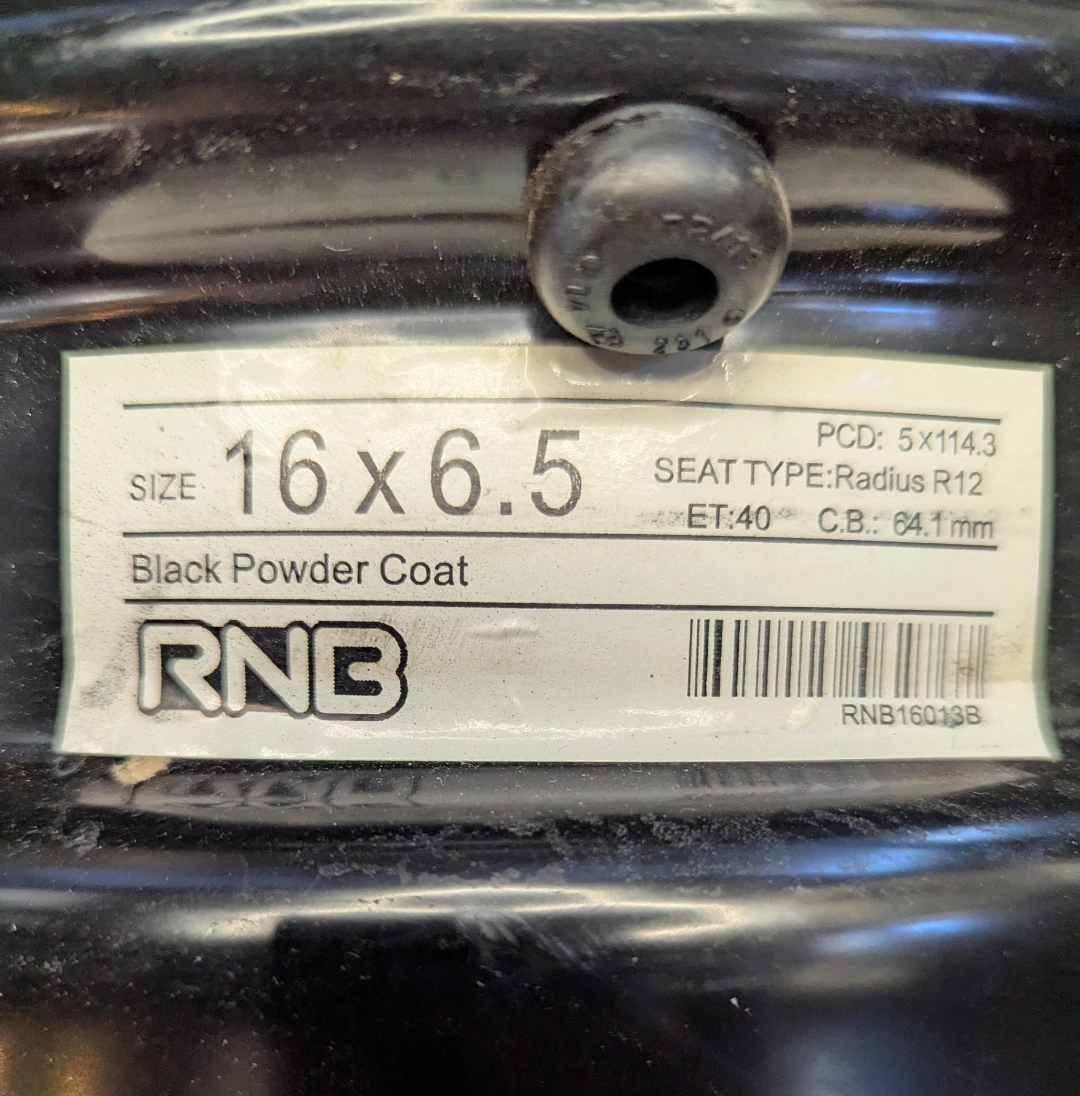 SIZE 16 x 6.5
PCD: 5x114.3
SEAT TYPE:Radius R12
ET:40 C.B.: 64.1mm
Black Powder Coat
RNB
RNB16013B